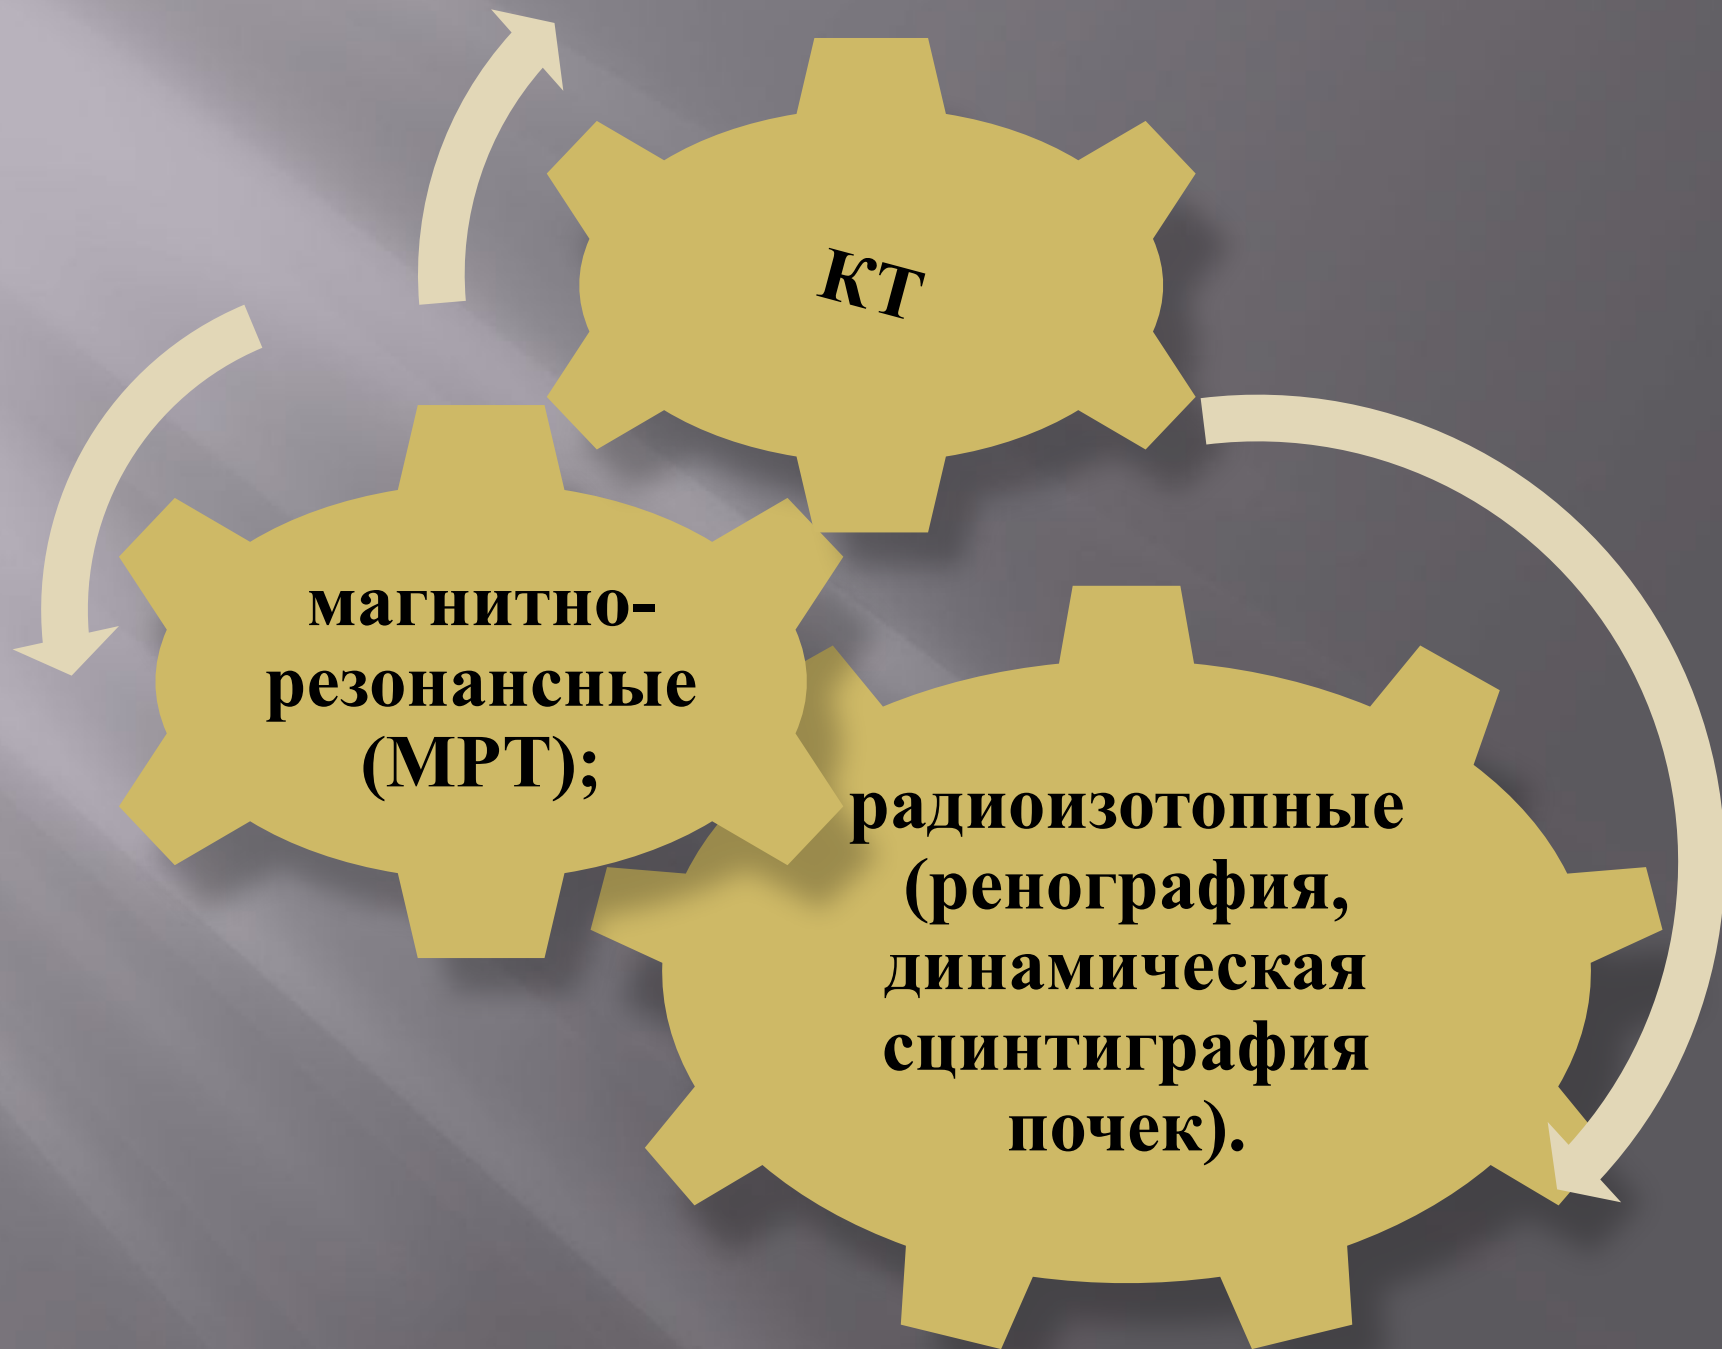 КТ
магнитно-
резонансные
(МРТ);
радиоизотопные
(ренография,
динамическая
сцинтиграфия
почек).